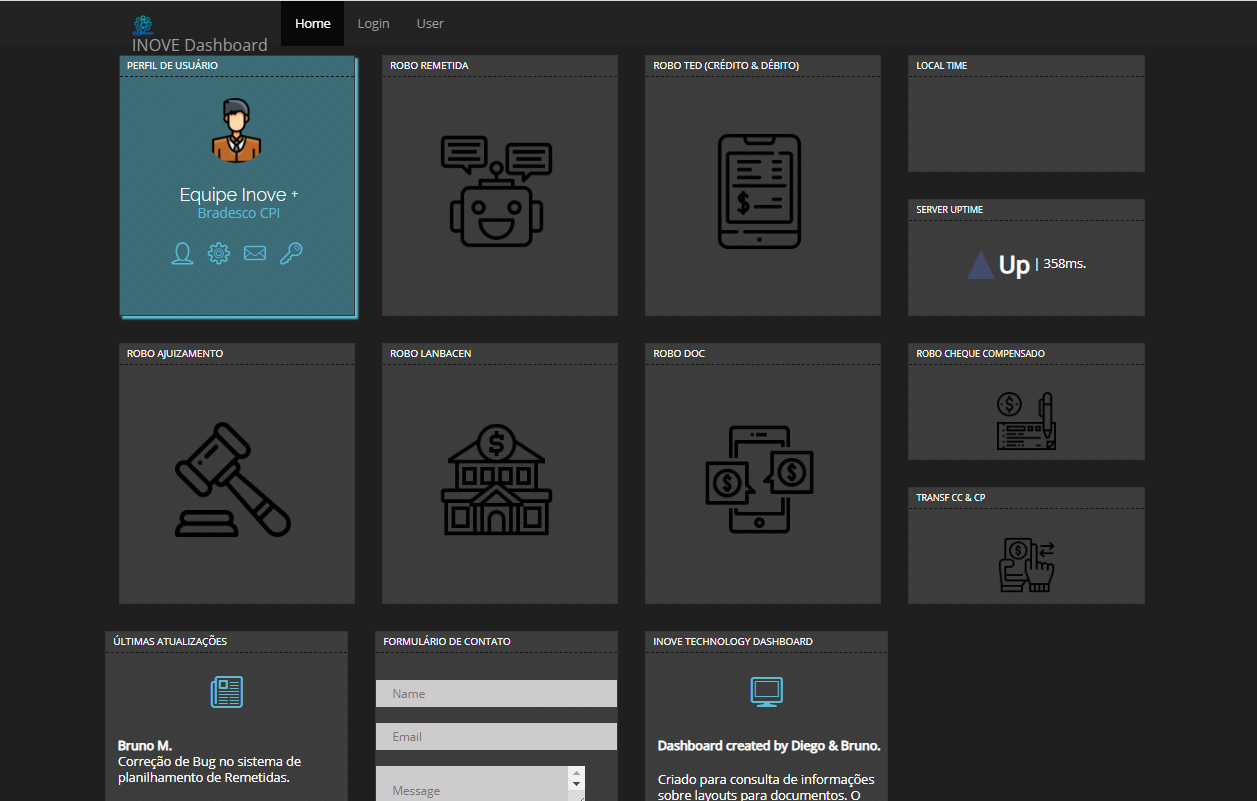 Home
Login
User
INOVE Dashboard
PERFIL DE USUÁRIO
ROBO REMETIDA
ROBO TED (CRÉDITO & DÉBITO)
LOCAL TIME
Equipe Inove +
Bradesco CPI
SERVER UPTIME
Up | 358ms.
ROBO AJUIZAMENTO
ROBO LANBACEN
ROBO DOC
ROBO CHEQUE COMPENSADO
TRANSF CC & CP
ÚLTIMAS ATUALIZAÇÕES
Bruno M.
Correção de Bug no sistema de
planilhamento de Remetidas.
FORMULÁRIO DE CONTATO
Name
Email
Message
INOVE TECHNOLOGY DASHBOARD
Dashboard created by Diego & Bruno.
Criado para consulta de informações
sobre layouts para documentos. O